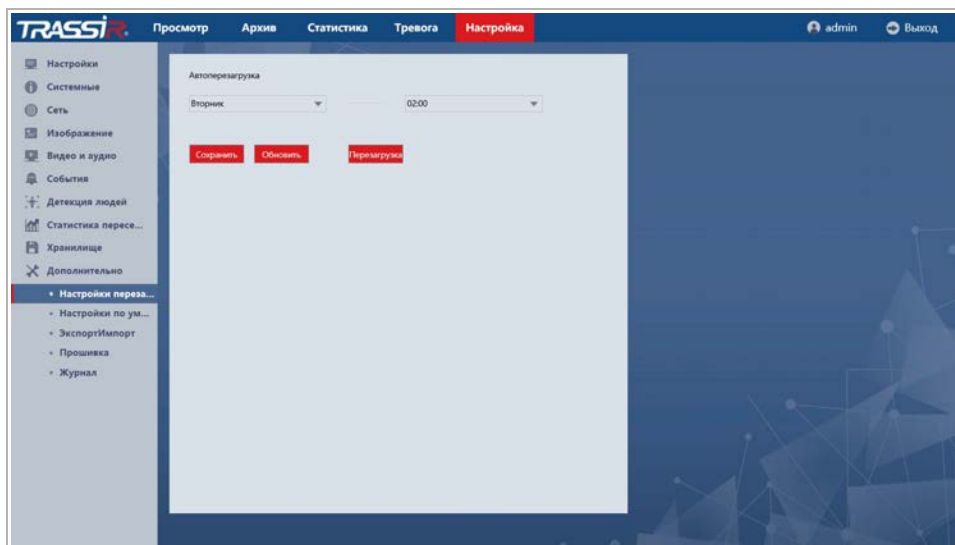 TRASSIR
Просмотр Архив Статистика Тревога Настройка admin Выход
Настройки
Системные
Сеть
Изображение
Видео и аудио
События
Детекция людей
Статистика пересе...
Хранилище
Дополнительно
• Настройки переза...
• Настройки по ум...
• ЭкспортИмпорт
• Прошивка
• Журнал
Автоперезагрузка
Вторник 02:00
Сохранить Обновить Перезагрузка